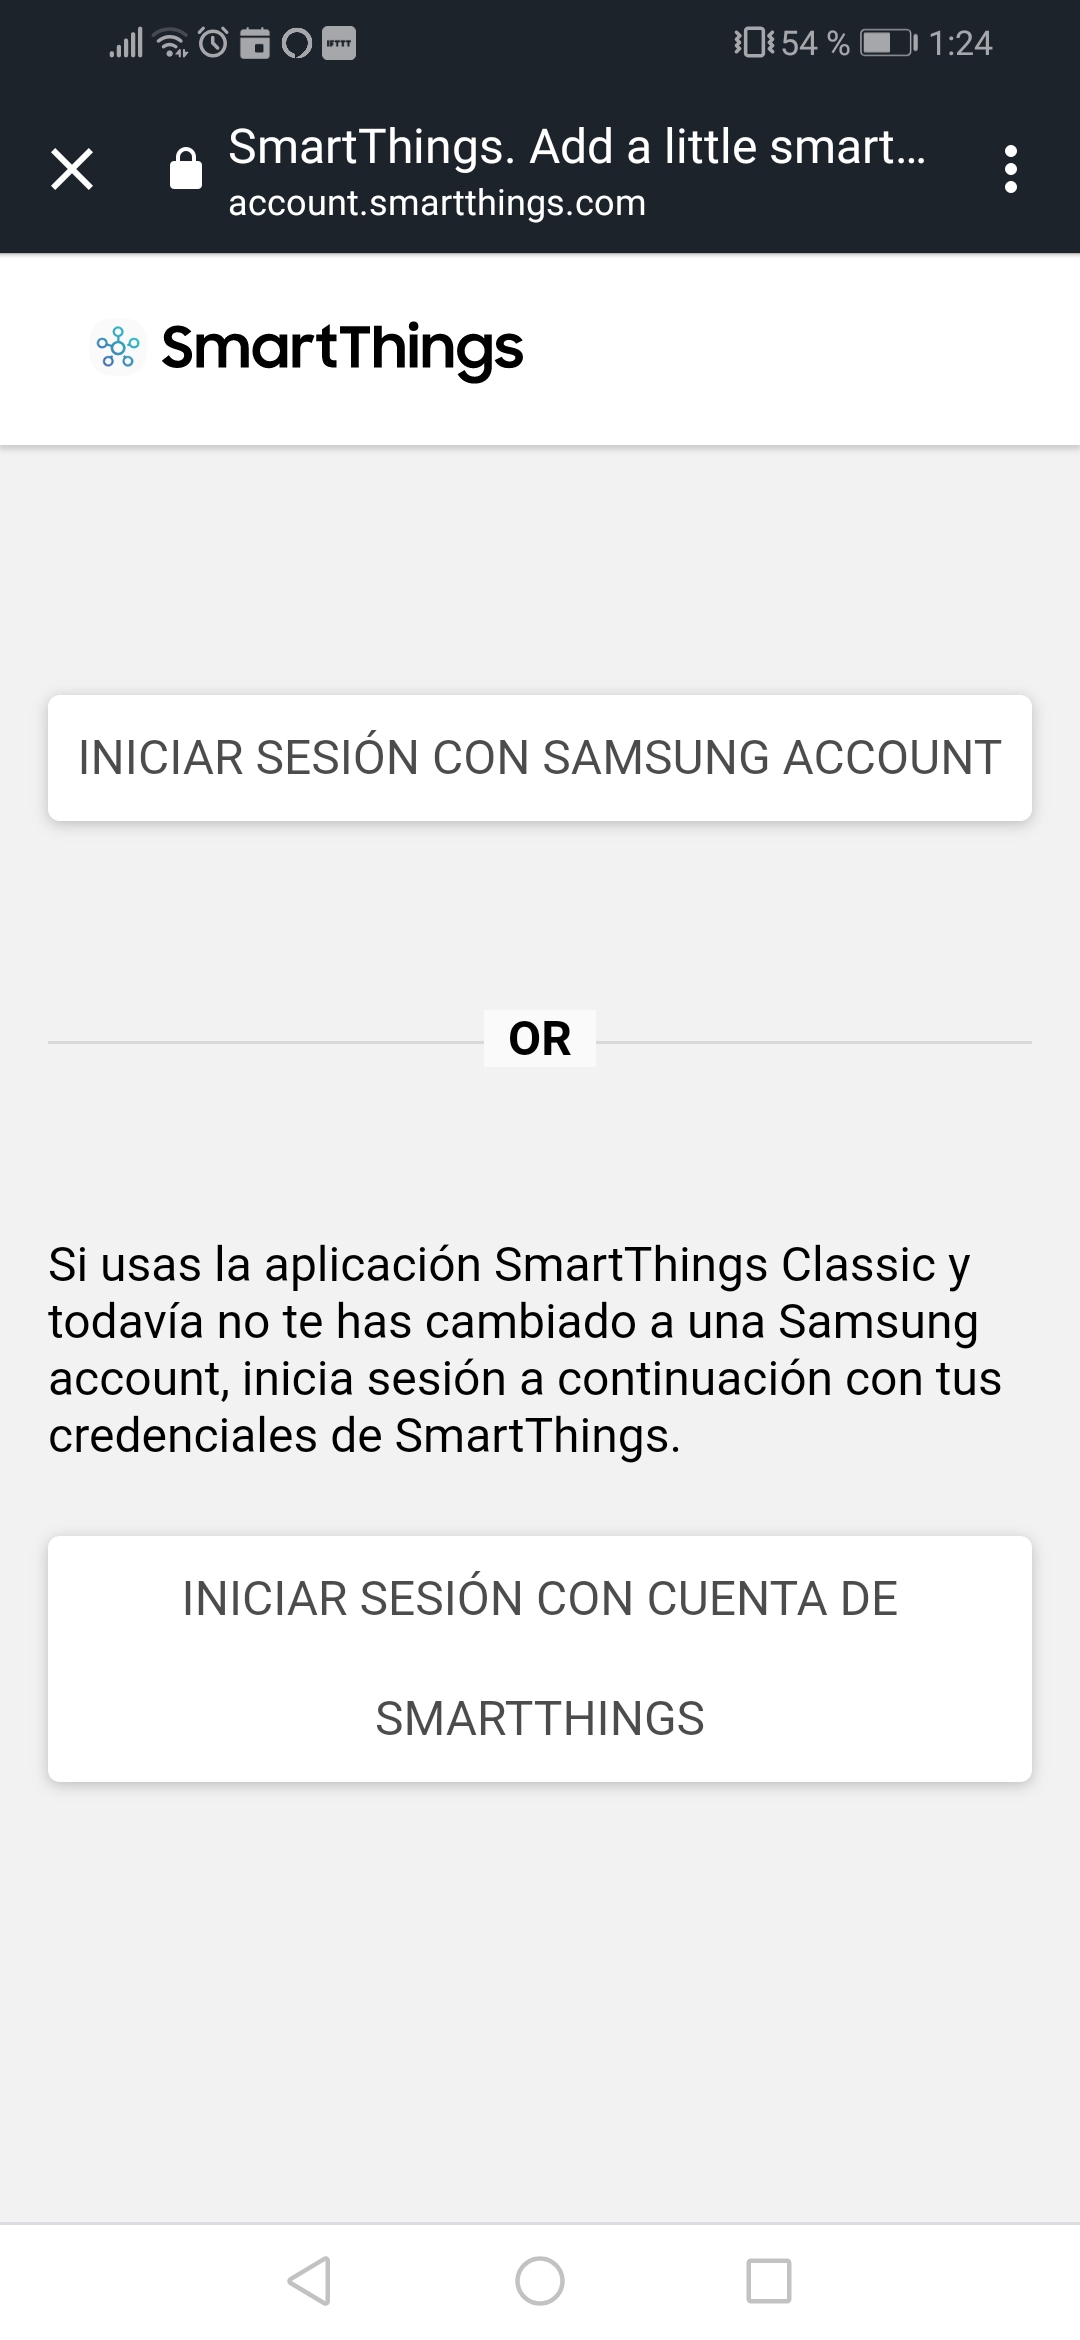 54 % 1:24
IFTTT
SmartThings. Add a little smart...
account.smartthings.com
SmartThings
INICIAR SESIÓN CON SAMSUNG ACCOUNT
OR
Si usas la aplicación SmartThings Classic y
todavía no te has cambiado a una Samsung
account, inicia sesión a continuación con tus
credenciales de SmartThings.
INICIAR SESIÓN CON CUENTA DE
SMARTTHINGS